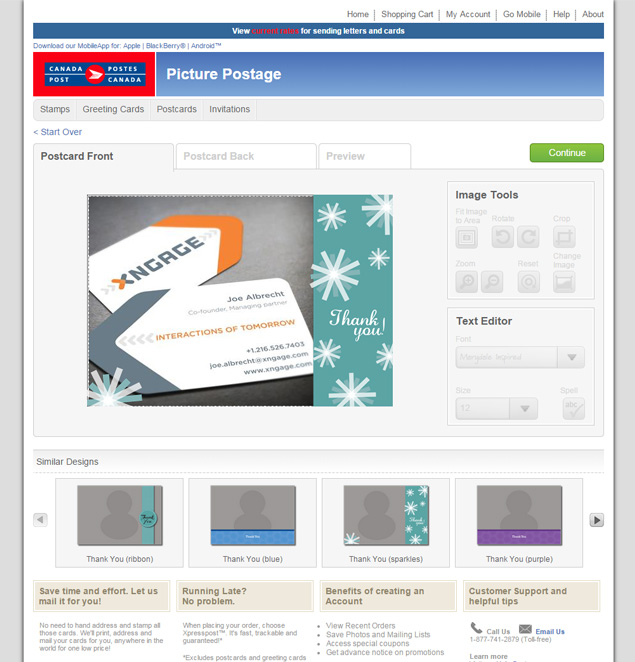 Home | Shopping Cart | My Account | Go Mobile | Help | About
View current rates for sending letters and cards
Download our MobileApp for: Apple | BlackBerry® | Android™
CANADA POSTES
POST CANADA
Picture Postage
Stamps Greeting Cards Postcards Invitations
< Start Over
Postcard Front Postcard Back Preview Continue
XNGAGE
Joe Albrecht
Co-founder, Managing partner
INTERACTIONS OF TOMORROW
+1.216.526.7403
joe.albrecht@xngage.com
www.xngage.com
Thank
you!
Image Tools
Fit Image
to Area
Rotate
Crop
Zoom
Reset
Change
Image
Text Editor
Font
Size
12
Spell
abc
Similar Designs
Thank
You
Thank You
Thank
you!
Thank You
Thank You (ribbon)
Thank You (blue)
Thank You (sparkles)
Thank You (purple)
Save time and effort. Let us
mail it for you!
No need to hand address and stamp all
those cards. We'll print, address and
mail your cards for you, anywhere in the
world for one low price!
Running Late?
No problem.
When placing your order, choose
Xpresspost™. It's fast, trackable and
guaranteed!*
*Excludes postcards and greeting cards
Benefits of creating an
Account
View Recent Orders
Save Photos and Mailing Lists
Access special coupons
Get advance notice on promotions
Customer Support and
helpful tips
Call Us Email Us
1-877-741-2879 (Toll-free)
Learn more